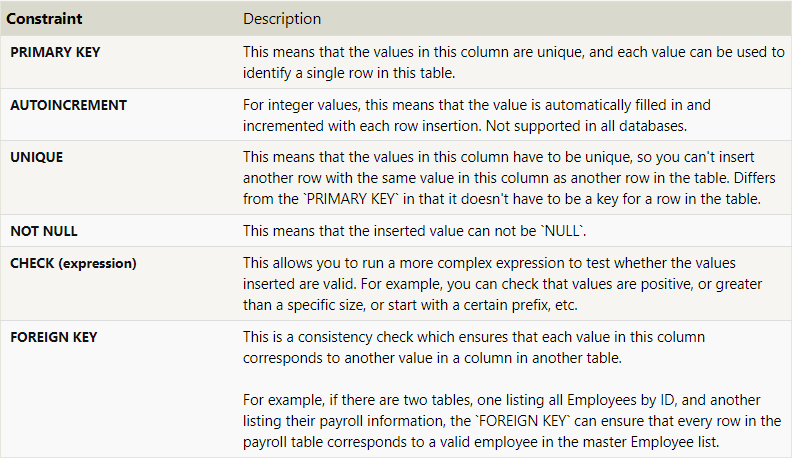 Constraint Description
PRIMARY KEY This means that the values in this column are unique, and each value can be used to
identify a single row in this table.
AUTOINCREMENT For integer values, this means that the value is automatically filled in and
incremented with each row insertion. Not supported in all databases.
UNIQUE This means that the values in this column have to be unique, so you can't insert
another row with the same value in this column as another row in the table. Differs
from the `PRIMARY KEY` in that it doesn't have to be a key for a row in the table.
NOT NULL This means that the inserted value can not be `NULL`.
CHECK (expression) This allows you to run a more complex expression to test whether the values
inserted are valid. For example, you can check that values are positive, or greater
than a specific size, or start with a certain prefix, etc.
FOREIGN KEY This is a consistency check which ensures that each value in this column
corresponds to another value in a column in another table.
For example, if there are two tables, one listing all Employees by ID, and another
listing their payroll information, the `FOREIGN KEY` can ensure that every row in the
payroll table corresponds to a valid employee in the master Employee list.